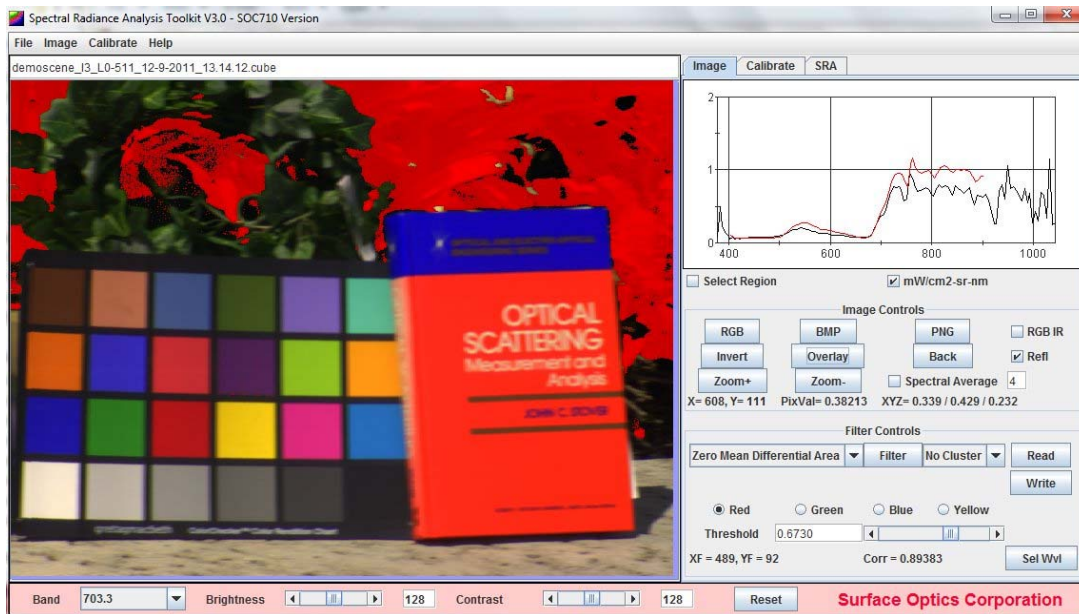 Spectral Radiance Analysis Toolkit V3.0 - SOC710 Version
File Image Calibrate Help
demoscene_I3_L0-511_12-9-2011_13.14.12.cube
Image Calibrate SRA
2
1
0
400 600 800 1000
Select Region mW/cm2-sr-nm
Image Controls
RGB BMP PNG RGB IR
Invert Overlay Back Refl
Zoom+ Zoom- Spectral Average 4
X= 608, Y= 111 PixVal= 0.38213 XYZ= 0.339 / 0.429 / 0.232
Filter Controls
Zero Mean Differential Area Filter No Cluster Read
Write
Red Green Blue Yellow
Threshold 0.6730
XF = 489, YF = 92 Corr = 0.89383 Sel Wvl
OPTICAL
SCATTERING
Measurement and
Analysis
JOHN C. STOVER
Band 703.3 Brightness 128 Contrast 128 Reset Surface Optics Corporation